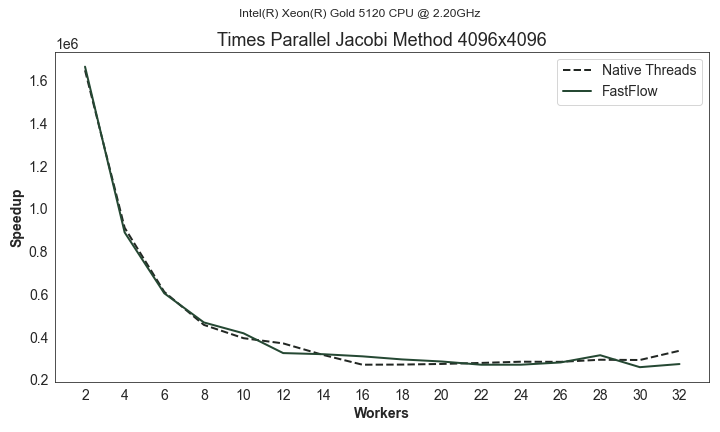 Intel(R) Xeon(R) Gold 5120 CPU @ 2.20GHz
Times Parallel Jacobi Method 4096x4096
1e6
Native Threads
FastFlow
1.6
1.4
1.2
1.0
0.8
0.6
0.4
0.2
Speedup
2 4 6 8 10 12 14 16 18 20 22 24 26 28 30 32
Workers